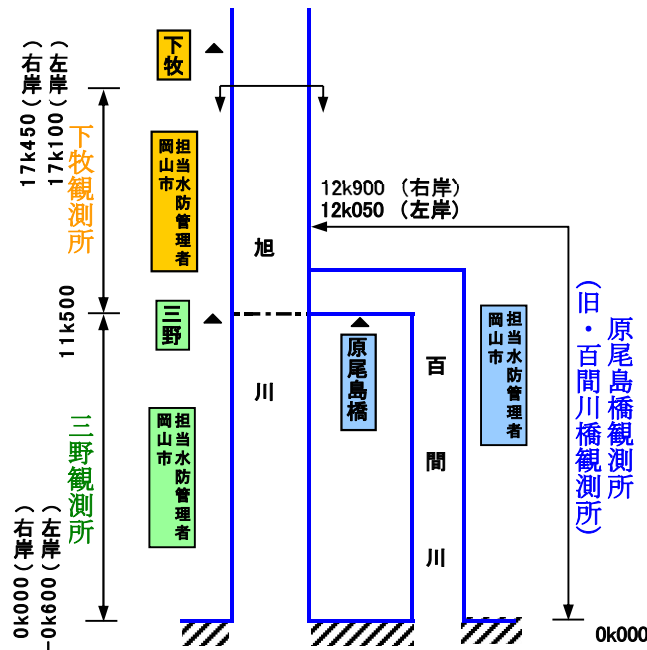 下牧
17k450(右岸)
17k100(左岸)
下牧観測所
担当水防管理者
岡山市
12k900 (右岸)
12k050 (左岸)
旭川
11k500
三野
原尾島橋
百間川
担当水防管理者
岡山市
原尾島橋観測所
(旧・百間川橋観測所)
三野観測所
担当水防管理者
岡山市
0k000(右岸)
-0k600(左岸)
0k000